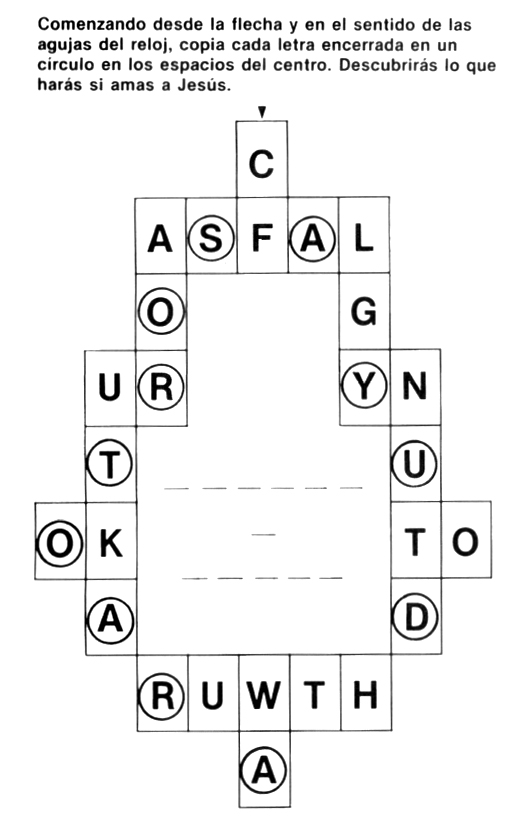 Comenzando desde la flecha y en el sentido de las
agujas del reloj, copia cada letra encerrada en un
círculo en los espacios del centro. Descubrirás lo que
harás si amas a Jesús.
C
A S F A L
O G
U R Y N
T U
O K T O
A D
R U W T H
A